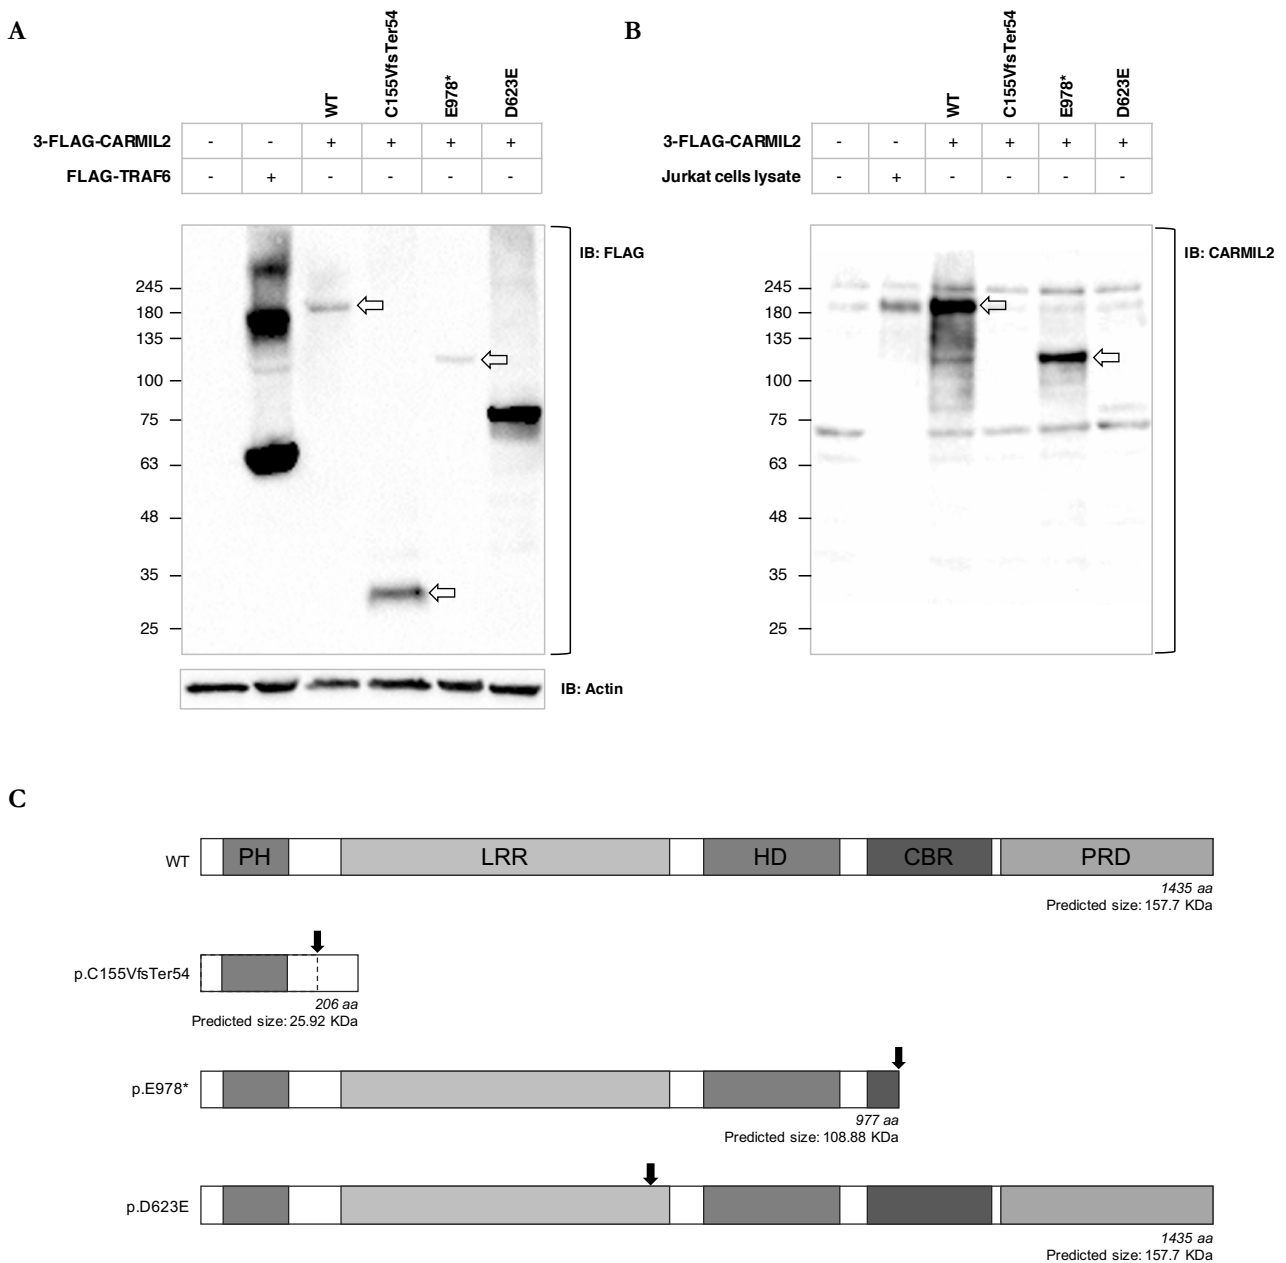 A
WT
C155VfsTer54
E978*
D623E
3-FLAG-CARMIL2
- - + + + +
FLAG-TRAF6
- + - - - -
IB: FLAG
245
180
135
100
75
63
48
35
25
IB: Actin
B
WT
C155VfsTer54
E978*
D623E
3-FLAG-CARMIL2
- - + + + +
Jurkat cells lysate
- + - - - -
IB: CARMIL2
245
180
135
100
75
63
48
35
25
C
WT
PH LRR HD CBR PRD
1435 aa
Predicted size: 157.7 KDa
p.C155VfsTer54
206 aa
Predicted size: 25.92 KDa
p.E978*
977 aa
Predicted size: 108.88 KDa
p.D623E
1435 aa
Predicted size: 157.7 KDa